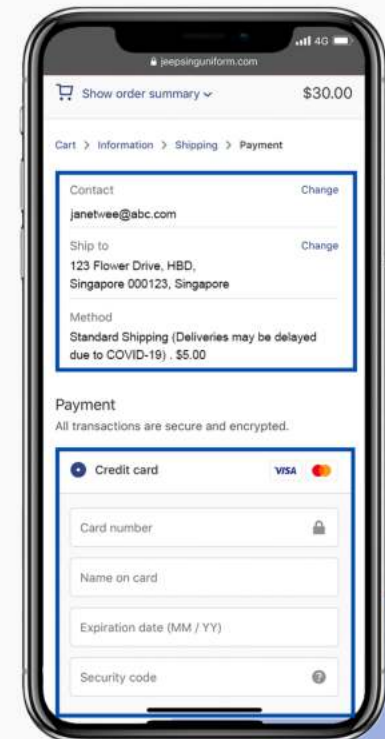 4G
jeepsinguniform.com
Show order summary
$30.00
Cart > Information > Shipping > Payment
Contact
Change
janetwee@abc.com
Ship to
Change
123 Flower Drive, HBD,
Singapore 000123, Singapore
Method
Standard Shipping (Deliveries may be delayed
due to COVID-19) . $5.00
Payment
All transactions are secure and encrypted.
Credit card
VISA
Card number
Name on card
Expiration date (MM / YY)
Security code
?